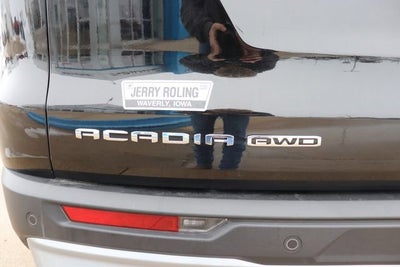 JERRY ROLING
WAVERLY, IOWA
ACADIA AWD